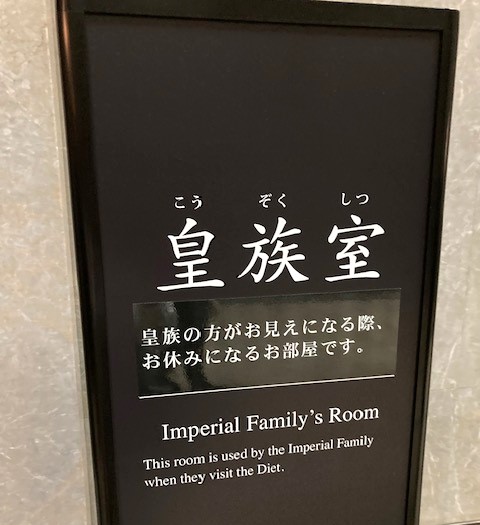 こう ぞく しつ
皇族室
皇族の方がお見えになる際、
お休みになるお部屋です。
Imperial Family's Room
This room is used by the Imperial Family
when they visit the Diet.